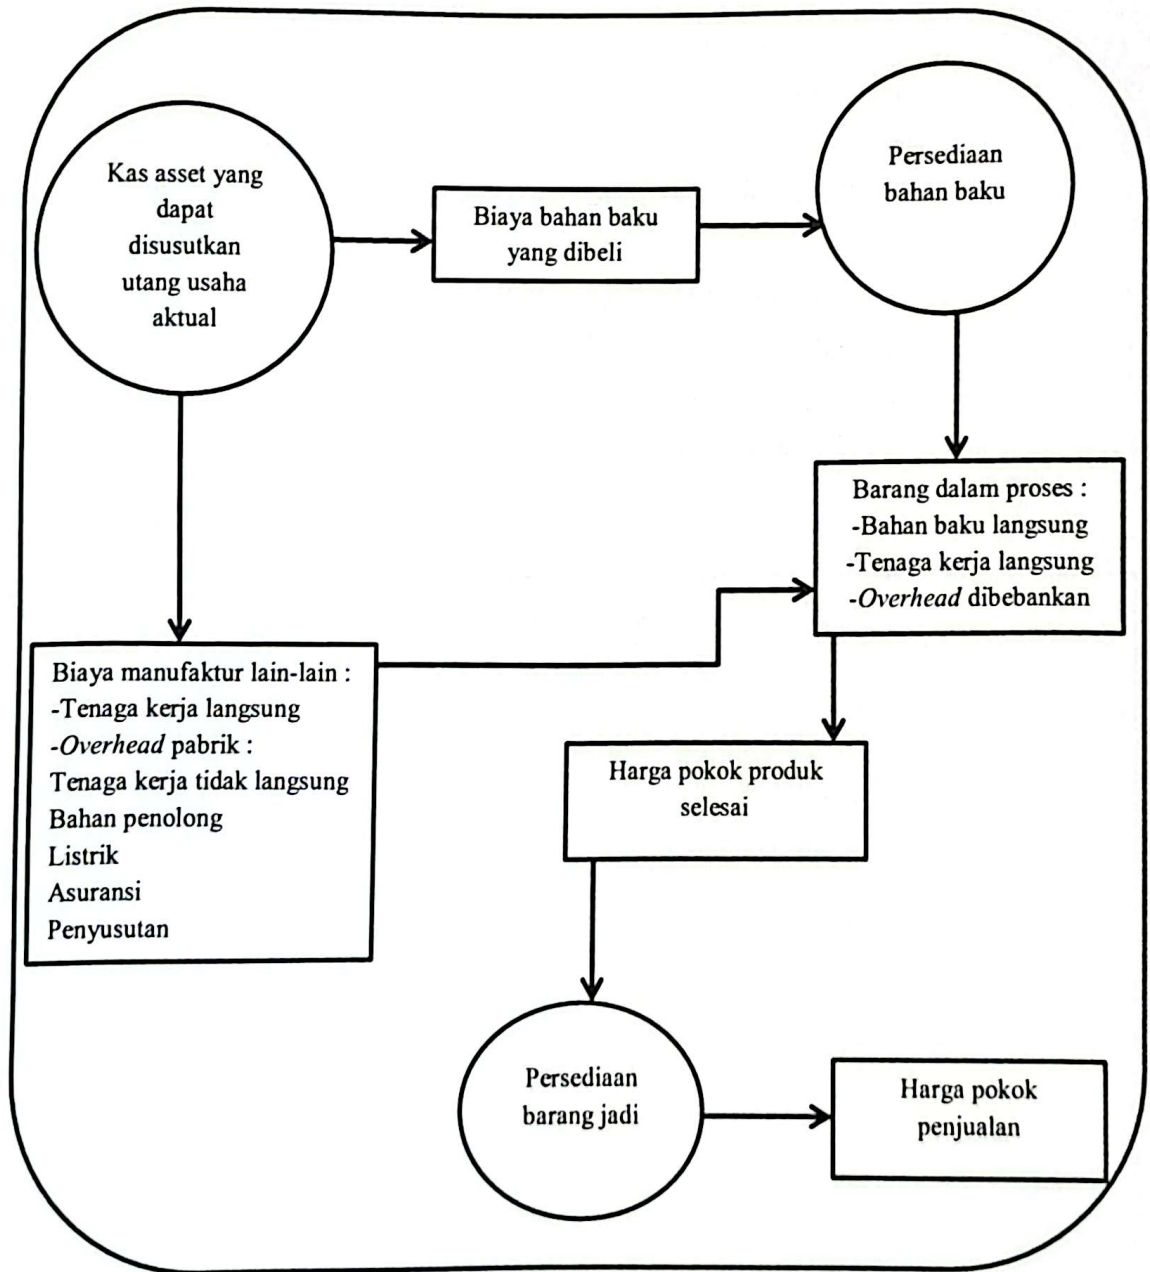 Kas asset yang
dapat
disusutkan
utang usaha
aktual
Biaya bahan baku
yang dibeli
Persediaan
bahan baku
Barang dalam proses :
-Bahan baku langsung
-Tenaga kerja langsung
-Overhead dibebankan
Biaya manufaktur lain-lain :
-Tenaga kerja langsung
-Overhead pabrik :
Tenaga kerja tidak langsung
Bahan penolong
Listrik
Asuransi
Penyusutan
Harga pokok produk
selesai
Persediaan
barang jadi
Harga pokok
penjualan